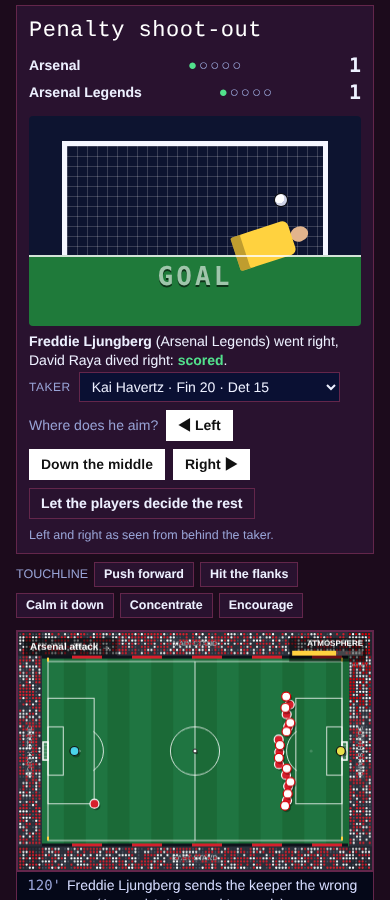 Penalty shoot-out
Arsenal 1
Arsenal Legends 1
GOAL
Freddie Ljungberg (Arsenal Legends) went right,
David Raya dived right: scored.
TAKER Kai Havertz · Fin 20 · Det 15
Where does he aim? ◀ Left
Down the middle Right ▶
Let the players decide the rest
Left and right as seen from behind the taker.
TOUCHLINE Push forward Hit the flanks
Calm it down Concentrate Encourage
Arsenal attack ATMOSPHERE
120' Freddie Ljungberg sends the keeper the wrong